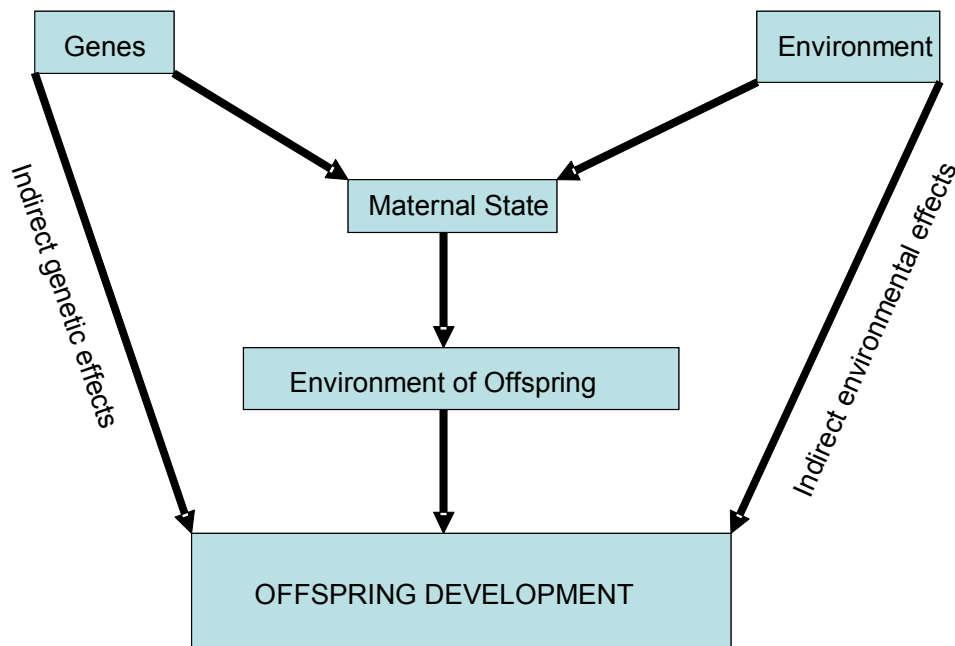 Genes
Environment
Maternal State
Indirect genetic effects
Indirect environmental effects
Environment of Offspring
OFFSPRING DEVELOPMENT